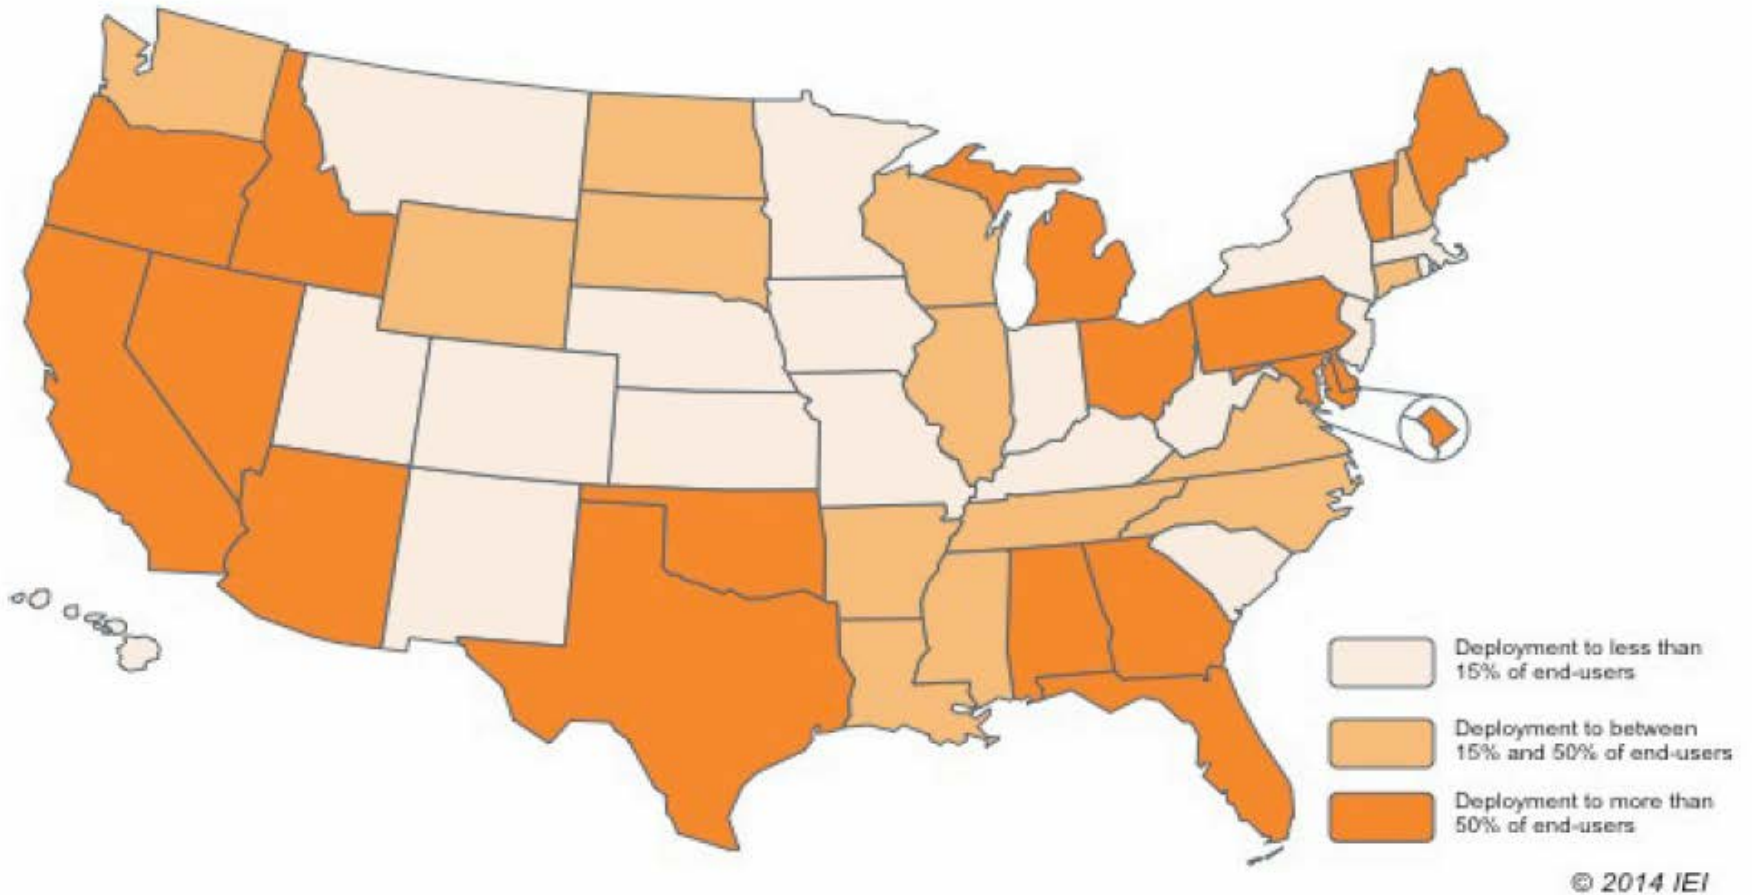 Deployment to less than
15% of end-users
Deployment to between
15% and 50% of end-users
Deployment to more than
50% of end-users
© 2014 IEI